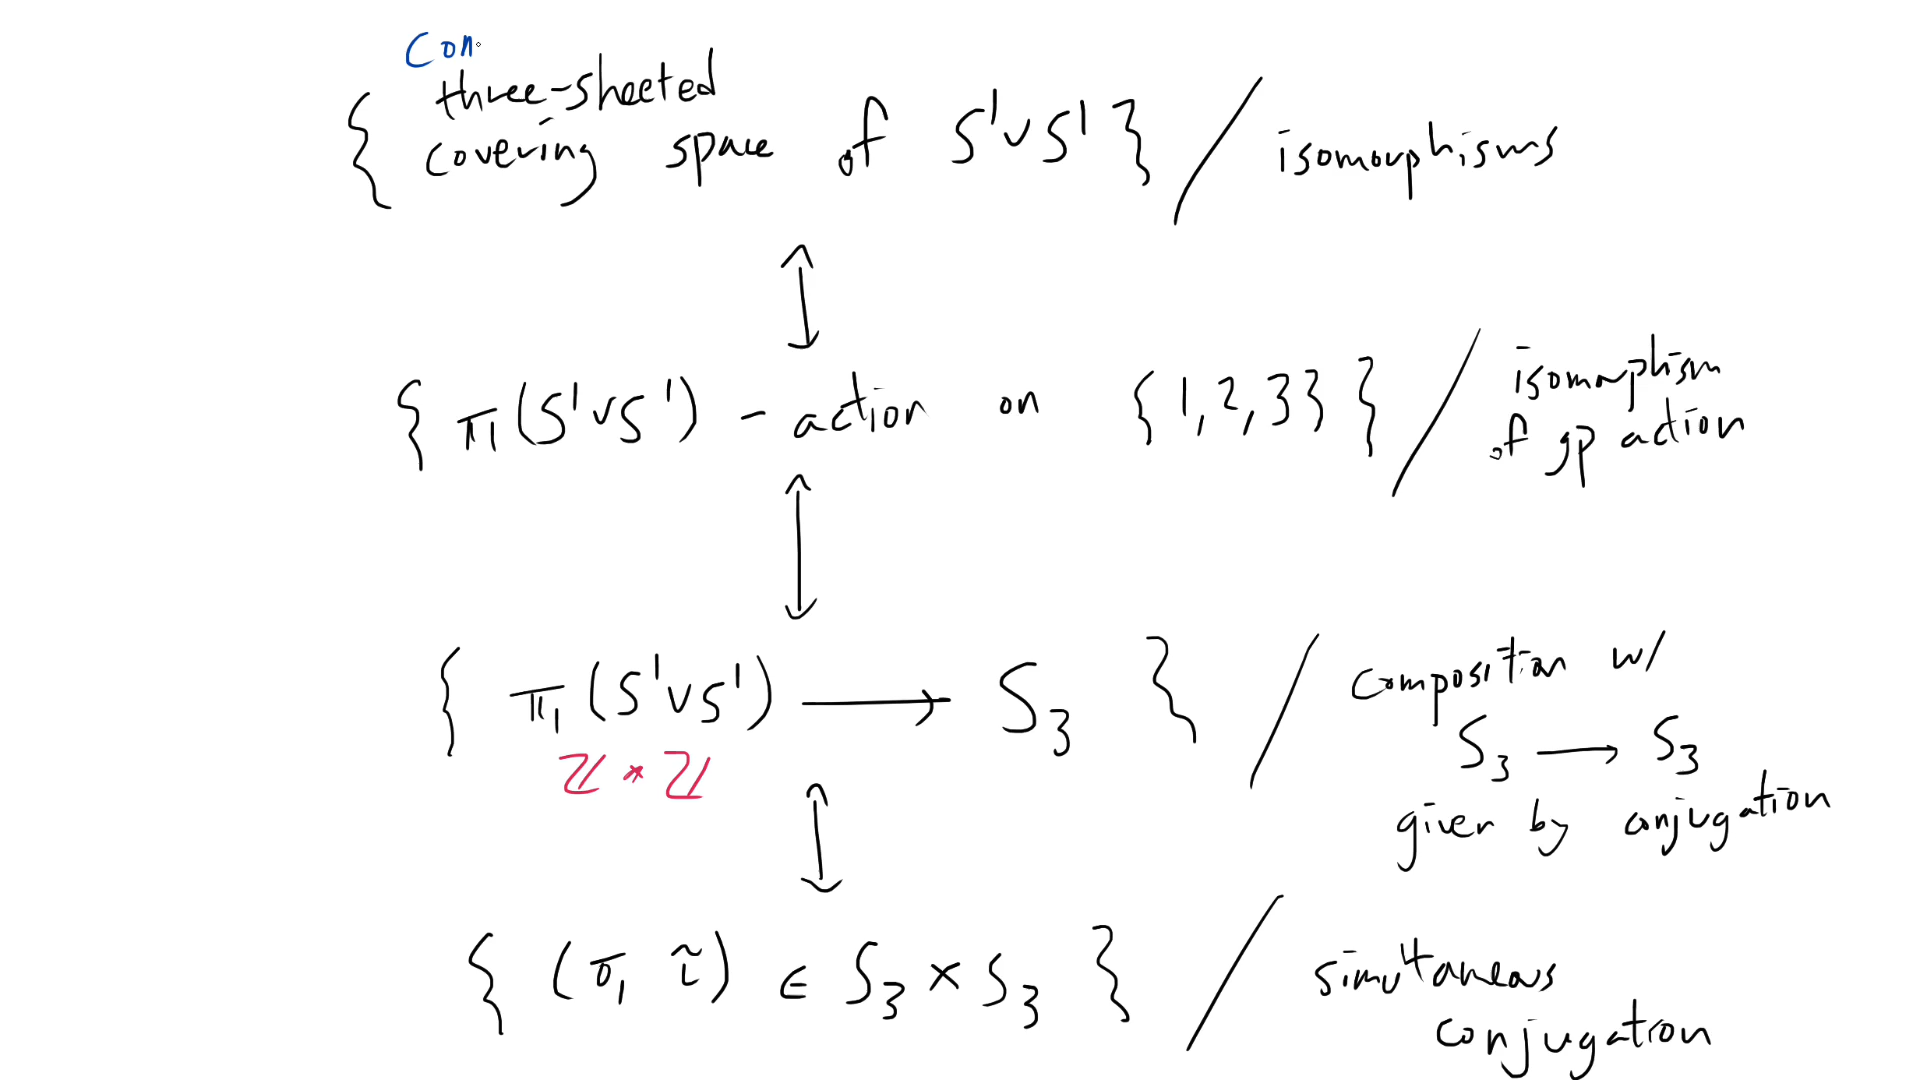 Con
three-sheeted
{ covering space of S¹∨S¹ } / isomorphisms
↕
{ π₁(S¹∨S¹) - action on {1,2,3} } / isomorphism
of gp action
↕
{ π₁(S¹∨S¹) ⟶ S₃ } / composition w/
ℤ * ℤ
S₃ ⟶ S₃
given by conjugation
↕
{ (σ, τ) ∈ S₃ × S₃ } / simultaneous
conjugation